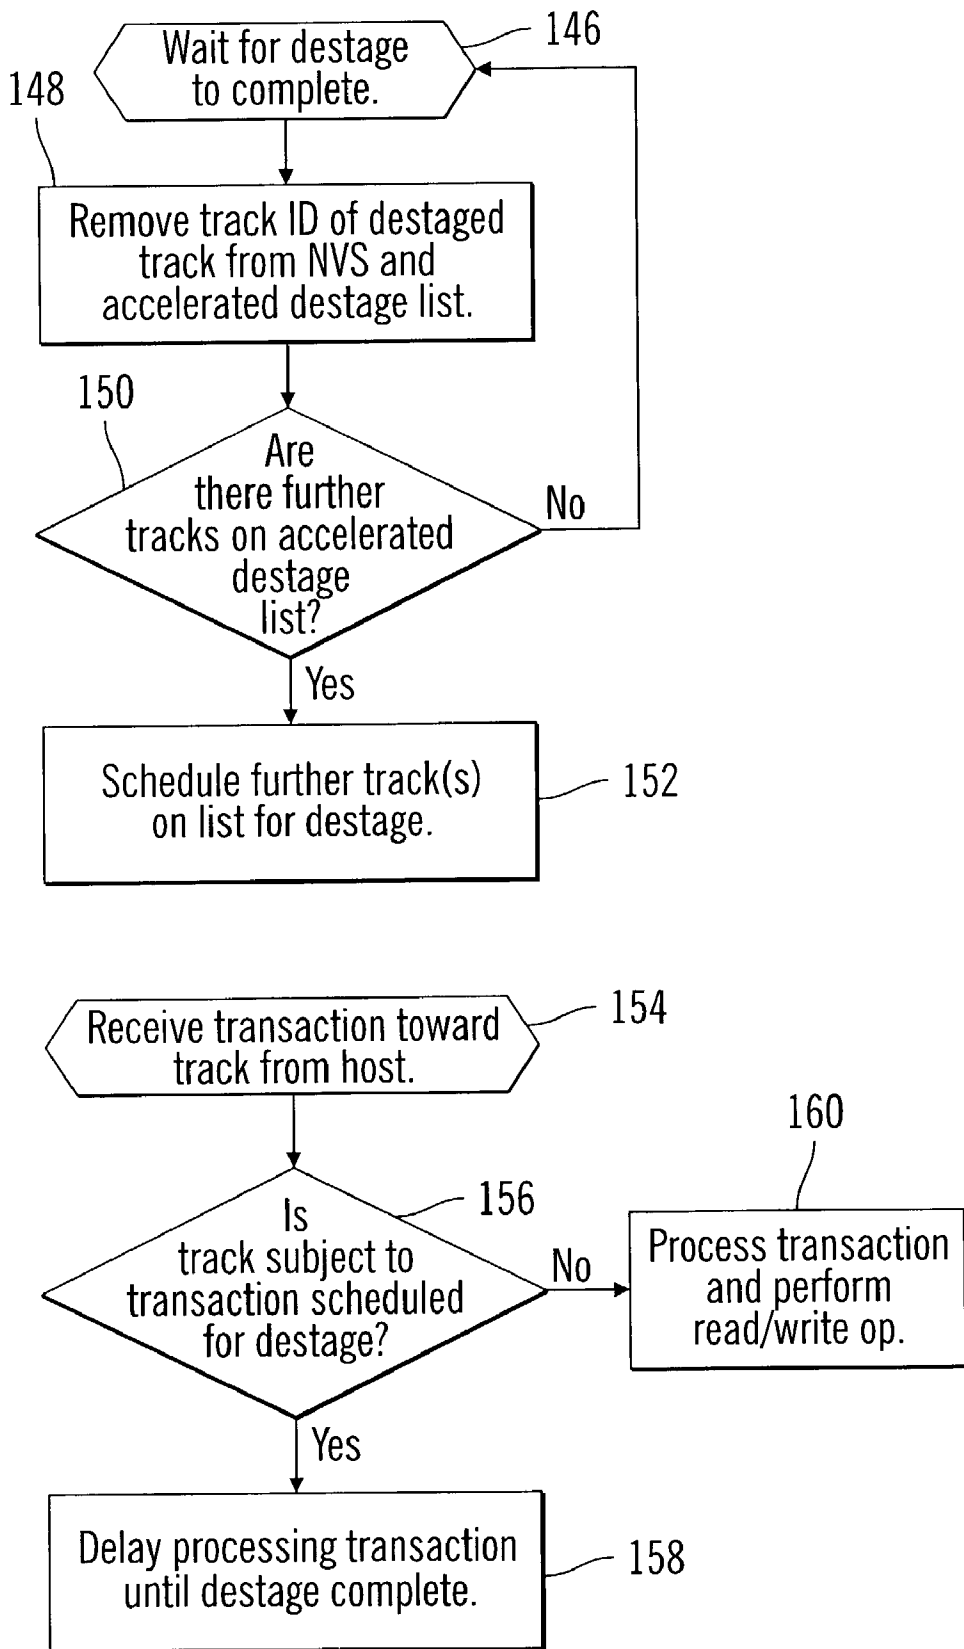 Wait for destage
to complete.
146
148
Remove track ID of destaged
track from NVS and
accelerated destage list.
150
Are
there further
tracks on accelerated
destage
list?
No
Yes
Schedule further track(s)
on list for destage.
152
Receive transaction toward
track from host.
154
Is
track subject to
transaction scheduled
for destage?
156
No
160
Process transaction
and perform
read/write op.
Yes
Delay processing transaction
until destage complete.
158